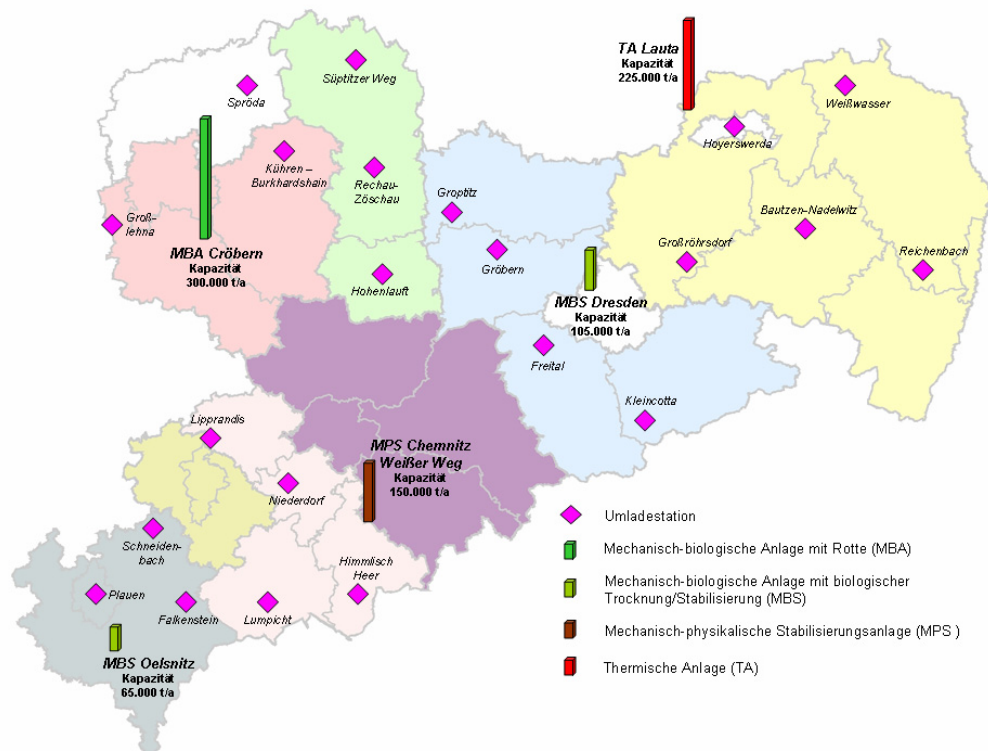 TA Lauta
Kapazität
225.000 t/a
Süptitzer Weg
Spröda
Weißwasser
Hoyerswerda
Kühren –
Burkhardshain
Rechau-
Zöschau
Groptitz
Groß-
lehna
Bautzen-Nadelwitz
MBA Cröbern
Kapazität
300.000 t/a
Gröbern
Großröhrsdorf
Reichenbach
Hohenlauft
MBS Dresden
Kapazität
105.000 t/a
Freital
Kleincotta
Lipprandis
MPS Chemnitz
Weißer Weg
Kapazität
150.000 t/a
Niederdorf
Schneiden-
bach
Himmlisch
Heer
Plauen
Falkenstein
Lumpicht
MBS Oelsnitz
Kapazität
65.000 t/a
Umladestation
Mechanisch-biologische Anlage mit Rotte (MBA)
Mechanisch-biologische Anlage mit biologischer
Trocknung/Stabilisierung (MBS)
Mechanisch-physikalische Stabilisierungsanlage (MPS )
Thermische Anlage (TA)